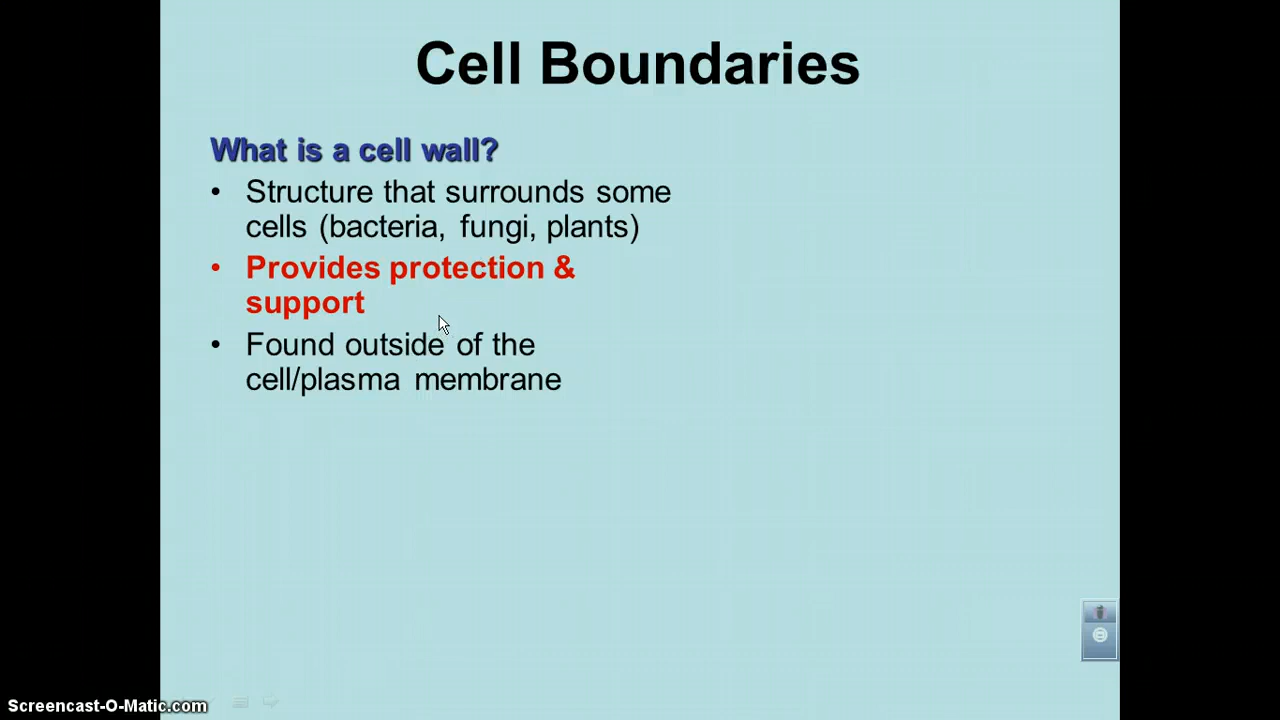 Cell Boundaries
What is a cell wall?
• Structure that surrounds some
cells (bacteria, fungi, plants)
• Provides protection &
support
• Found outside of the
cell/plasma membrane
Screencast-O-Matic.com